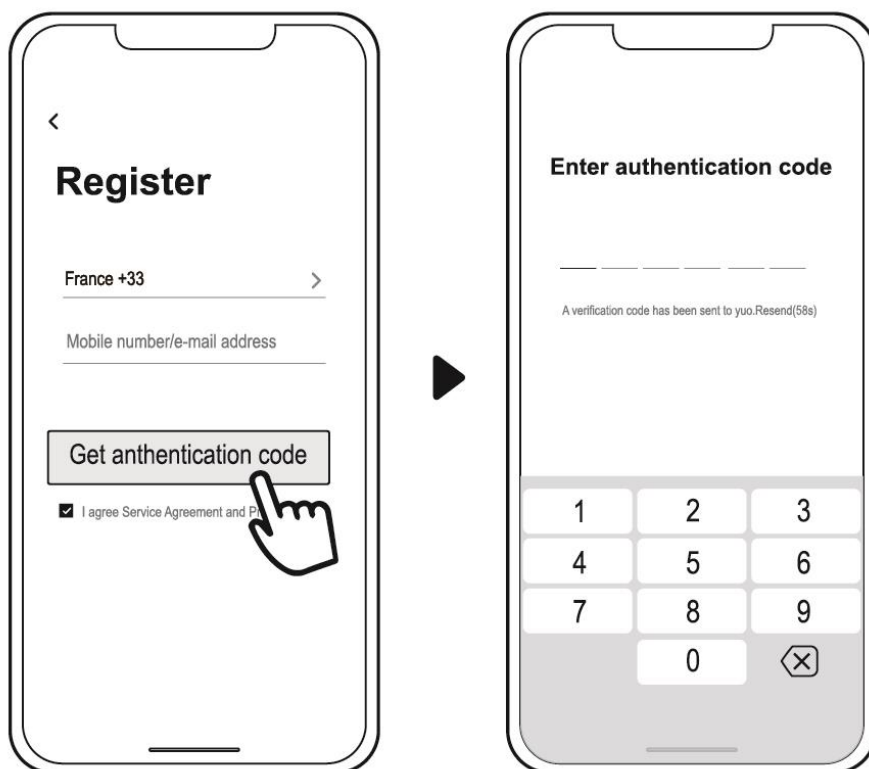 Register
France +33
Mobile number/e-mail address
Get anthentication code
I agree Service Agreement and
Enter authentication code
A verification code has been sent to yuo.Resend(58s)
1 2 3
4 5 6
7 8 9
0